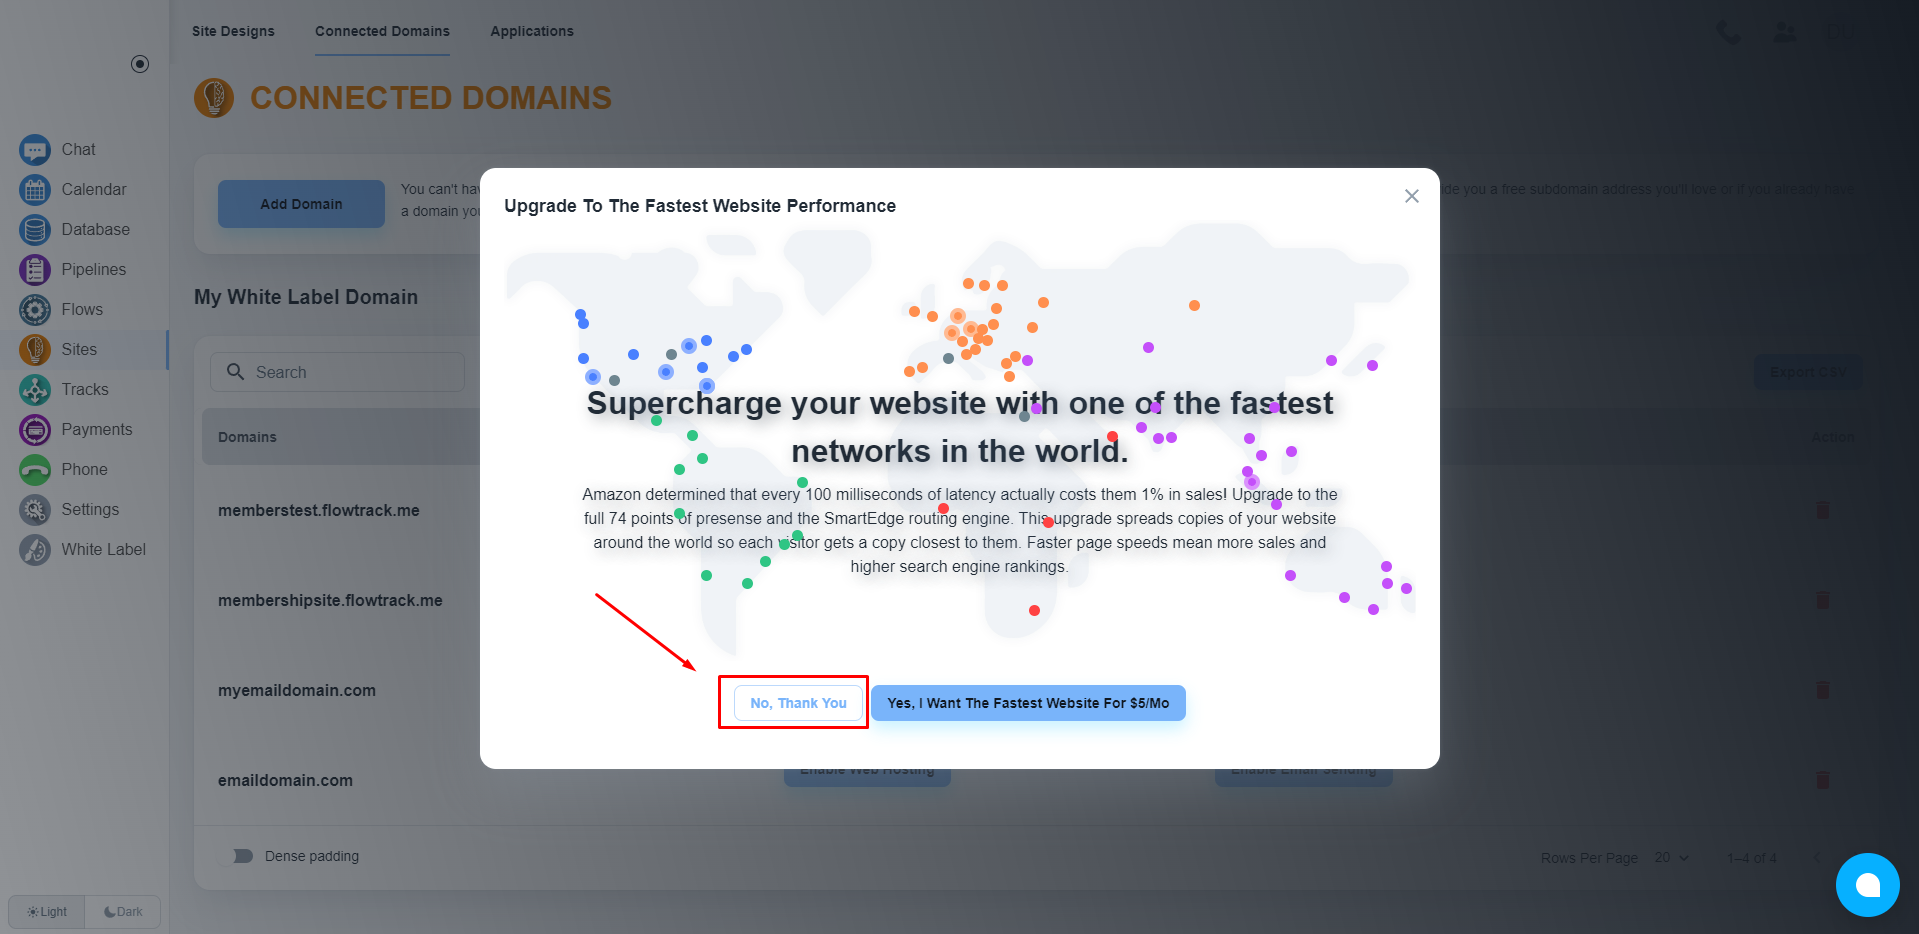 Site Designs
Connected Domains
Applications
CONNECTED DOMAINS
Chat
Calendar
Database
Pipelines
Flows
Sites
Tracks
Payments
Phone
Settings
White Label
Light
Dark
Add Domain
You can't hav
a domain you
ide you a free subdomain address you'll love or if you already have
My White Label Domain
Search
Export CSV
Domains
Action
memberstest.flowtrack.me
membershipsite.flowtrack.me
myemaildomain.com
emaildomain.com
Enable Web Hosting
Enable Email Sending
Dense padding
Rows Per Page 20
1–4 of 4
Upgrade To The Fastest Website Performance
Supercharge your website with one of the fastest
networks in the world.
Amazon determined that every 100 milliseconds of latency actually costs them 1% in sales! Upgrade to the
full 74 points of presense and the SmartEdge routing engine. This upgrade spreads copies of your website
around the world so each visitor gets a copy closest to them. Faster page speeds mean more sales and
higher search engine rankings.
No, Thank You
Yes, I Want The Fastest Website For $5/Mo